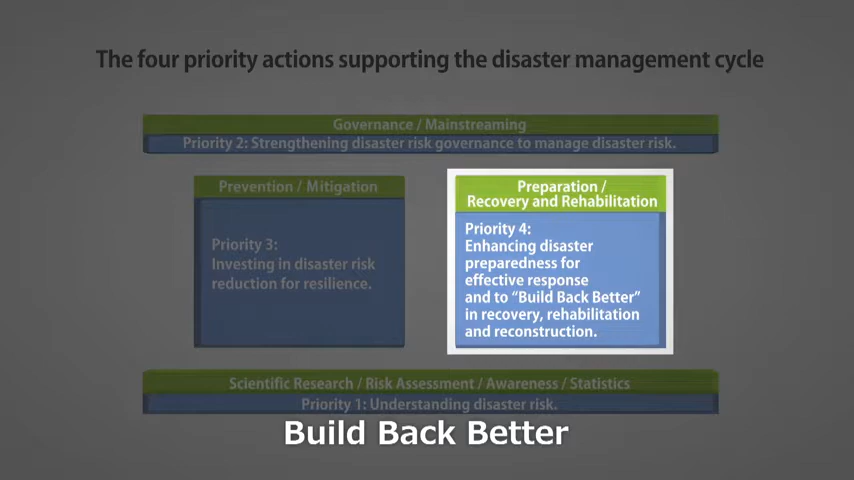 The four priority actions supporting the disaster management cycle
Governance / Mainstreaming
Priority 2: Strengthening disaster risk governance to manage disaster risk.
Prevention / Mitigation
Priority 3:
Investing in disaster risk
reduction for resilience.
Preparation /
Recovery and Rehabilitation
Priority 4:
Enhancing disaster
preparedness for
effective response
and to “Build Back Better”
in recovery, rehabilitation
and reconstruction.
Scientific Research / Risk Assessment / Awareness / Statistics
Priority 1: Understanding disaster risk.
Build Back Better